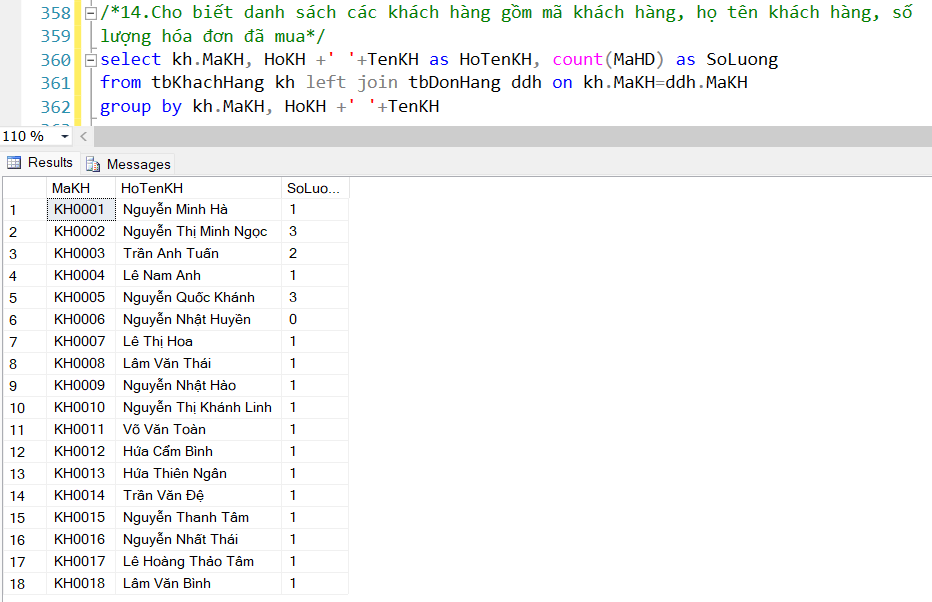 358 /*14.Cho biết danh sách các khách hàng gồm mã khách hàng, họ tên khách hàng, số
359 lượng hóa đơn đã mua*/
360 select kh.MaKH, HoKH +' '+TenKH as HoTenKH, count(MaHD) as SoLuong
361 from tbKhachHang kh left join tbDonHang ddh on kh.MaKH=ddh.MaKH
362 group by kh.MaKH, HoKH +' '+TenKH
110 %
Results Messages
MaKH HoTenKH SoLuo...
1 KH0001 Nguyễn Minh Hà 1
2 KH0002 Nguyễn Thị Minh Ngọc 3
3 KH0003 Trần Anh Tuấn 2
4 KH0004 Lê Nam Anh 1
5 KH0005 Nguyễn Quốc Khánh 3
6 KH0006 Nguyễn Nhật Huyền 0
7 KH0007 Lê Thị Hoa 1
8 KH0008 Lâm Văn Thái 1
9 KH0009 Nguyễn Nhật Hào 1
10 KH0010 Nguyễn Thị Khánh Linh 1
11 KH0011 Võ Văn Toàn 1
12 KH0012 Hứa Cẩm Bình 1
13 KH0013 Hứa Thiên Ngân 1
14 KH0014 Trần Văn Đệ 1
15 KH0015 Nguyễn Thanh Tâm 1
16 KH0016 Nguyễn Nhất Thái 1
17 KH0017 Lê Hoàng Thảo Tâm 1
18 KH0018 Lâm Văn Bình 1